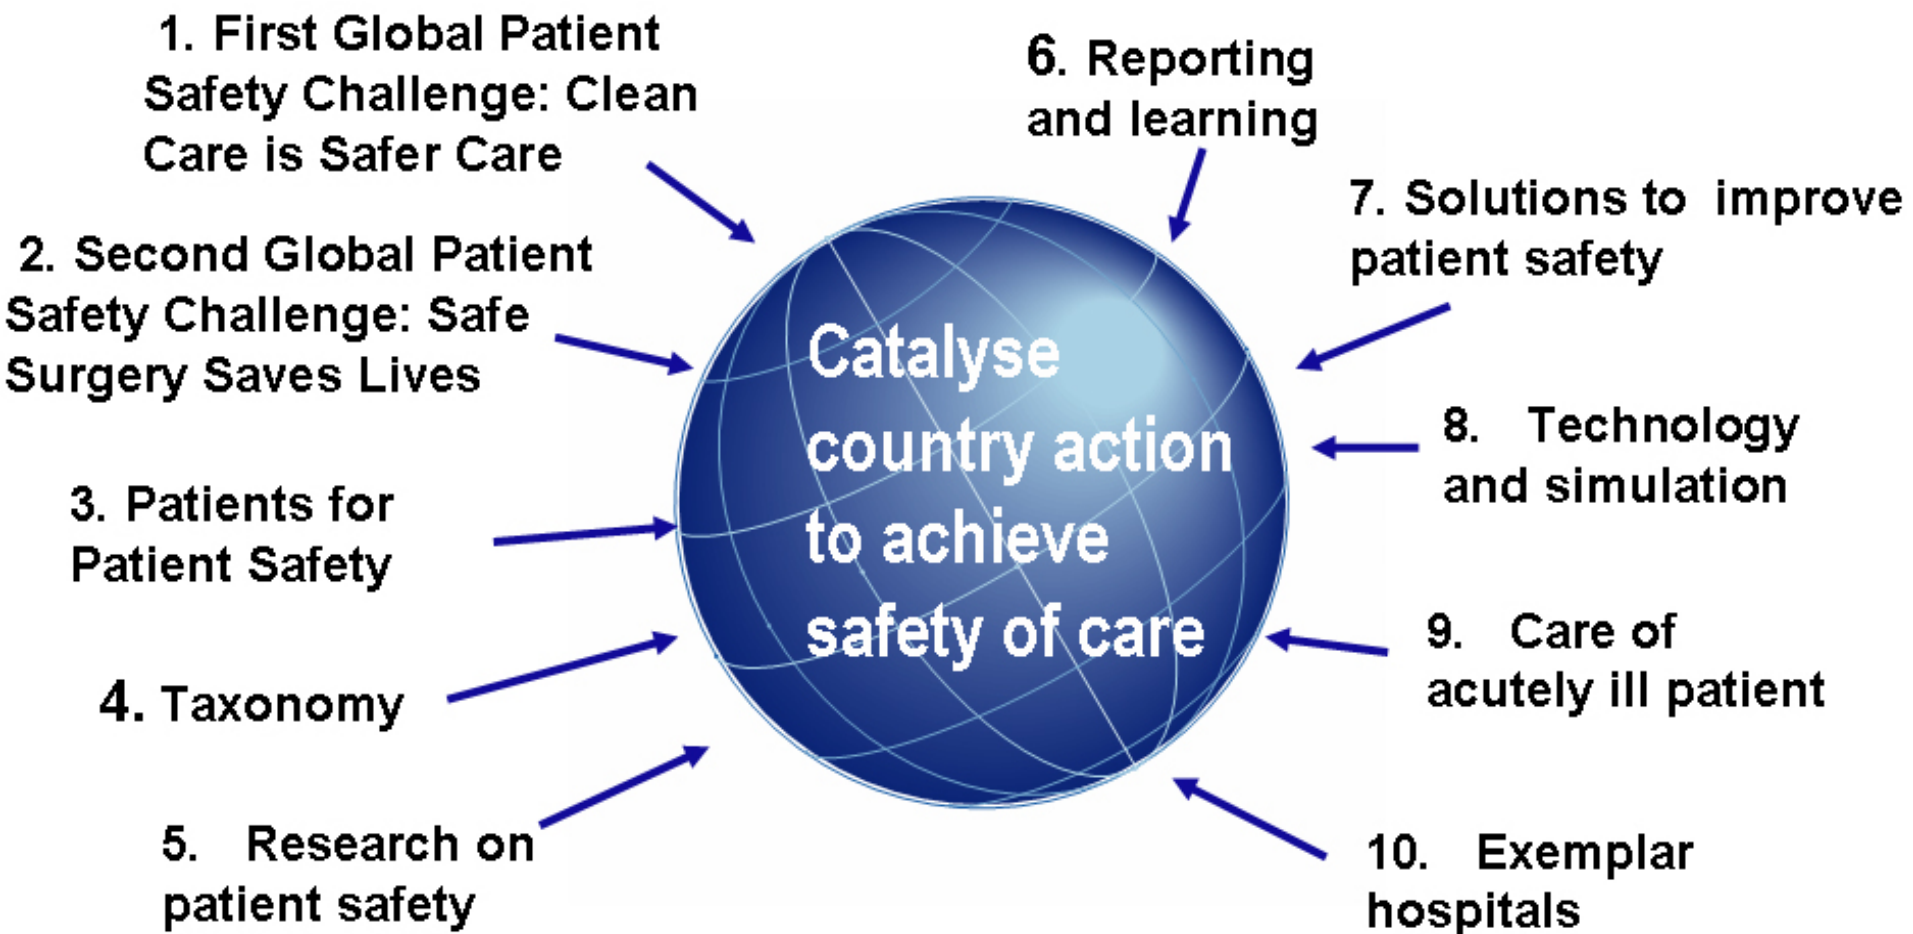 1. First Global Patient
Safety Challenge: Clean
Care is Safer Care
2. Second Global Patient
Safety Challenge: Safe
Surgery Saves Lives
3. Patients for
Patient Safety
4. Taxonomy
5. Research on
patient safety
Catalyse
country action
to achieve
safety of care
6. Reporting
and learning
7. Solutions to improve
patient safety
8. Technology
and simulation
9. Care of
acutely ill patient
10. Exemplar
hospitals